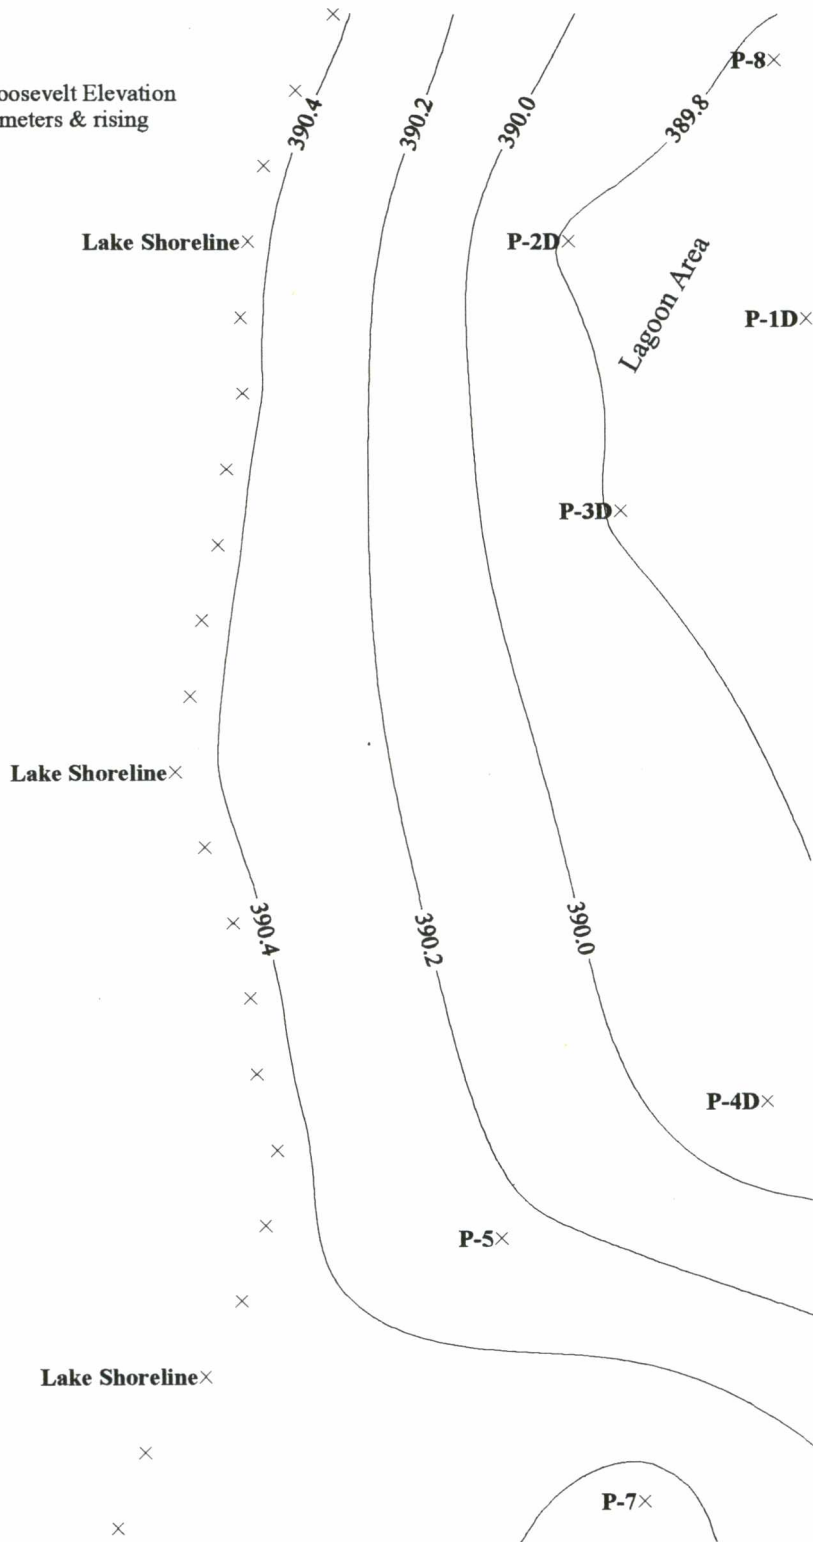 oosevelt Elevation
meters & rising
390.4
390.2
390.0
389.8
P-8
Lake Shoreline
P-2D
Lagoon Area
P-1D
P-3D
Lake Shoreline
390.4
390.2
390.0
P-4D
P-5
Lake Shoreline
P-7